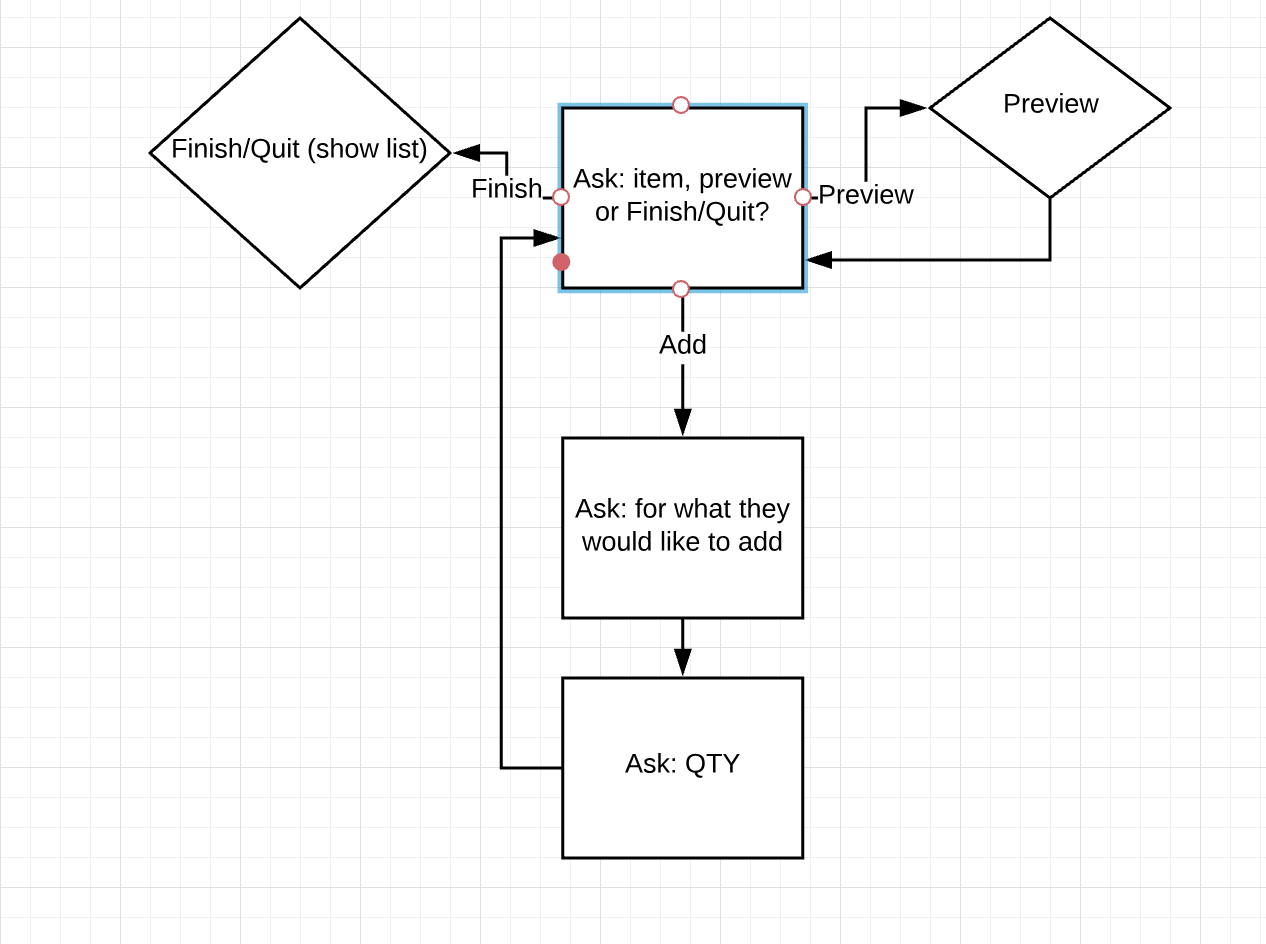 Finish/Quit (show list)
Finish
Ask: item, preview
or Finish/Quit?
Preview
Preview
Add
Ask: for what they
would like to add
Ask: QTY